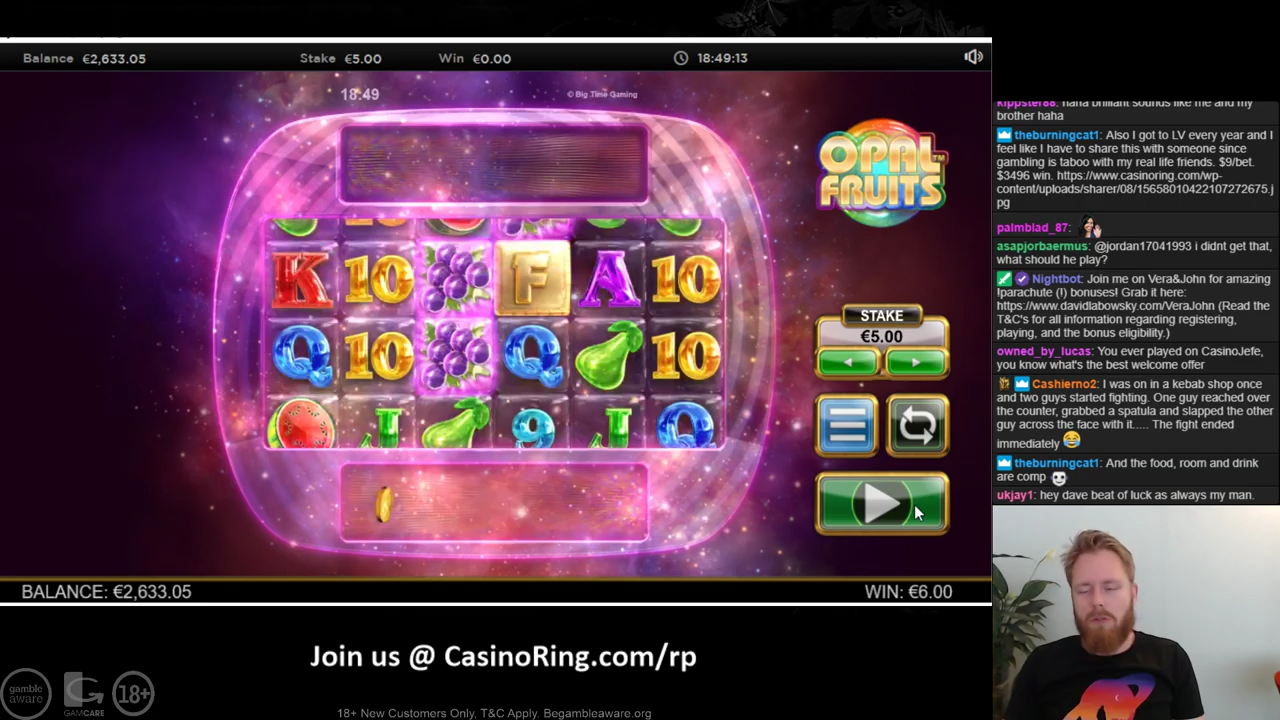 Balance €2,633.05
Stake €5.00
Win €0.00
18:49:13
18:49
© Big Time Gaming
OPAL
FRUITS™
K 10 F A 10
Q 10 Q 10
J 9 J Q
STAKE
€5.00
BALANCE: €2,633.05
WIN: €6.00
kippster88: haha brilliant sounds like me and my
brother haha
theburningcat1: Also I got to LV every year and I
feel like I have to share this with someone since
gambling is taboo with my real life friends. $9/bet.
$3496 win. https://www.casinoring.com/wp-
content/uploads/sharer/08/15658010422107272675.j
pg
palmblad_87:
asapjorbaermus: @jordan17041993 i didnt get that,
what should he play?
Nightbot: Join me on Vera&John for amazing
!parachute (!) bonuses! Grab it here:
https://www.davidlabowsky.com/VeraJohn (Read the
T&C's for all information regarding registering,
playing, and the bonus eligibility.)
owned_by_lucas: You ever played on CasinoJefe,
you know what's the best welcome offer
Cashierno2: I was on in a kebab shop once
and two guys started fighting. One guy reached over
the counter, grabbed a spatula and slapped the other
guy across the face with it..... The fight ended
immediately 😂
theburningcat1: And the food, room and drink
are comp
ukjay1: hey dave beat of luck as always my man.
Join us @ CasinoRing.com/rp
gamble
aware
GAMCARE
18+
18+ New Customers Only, T&C Apply. Begambleaware.org